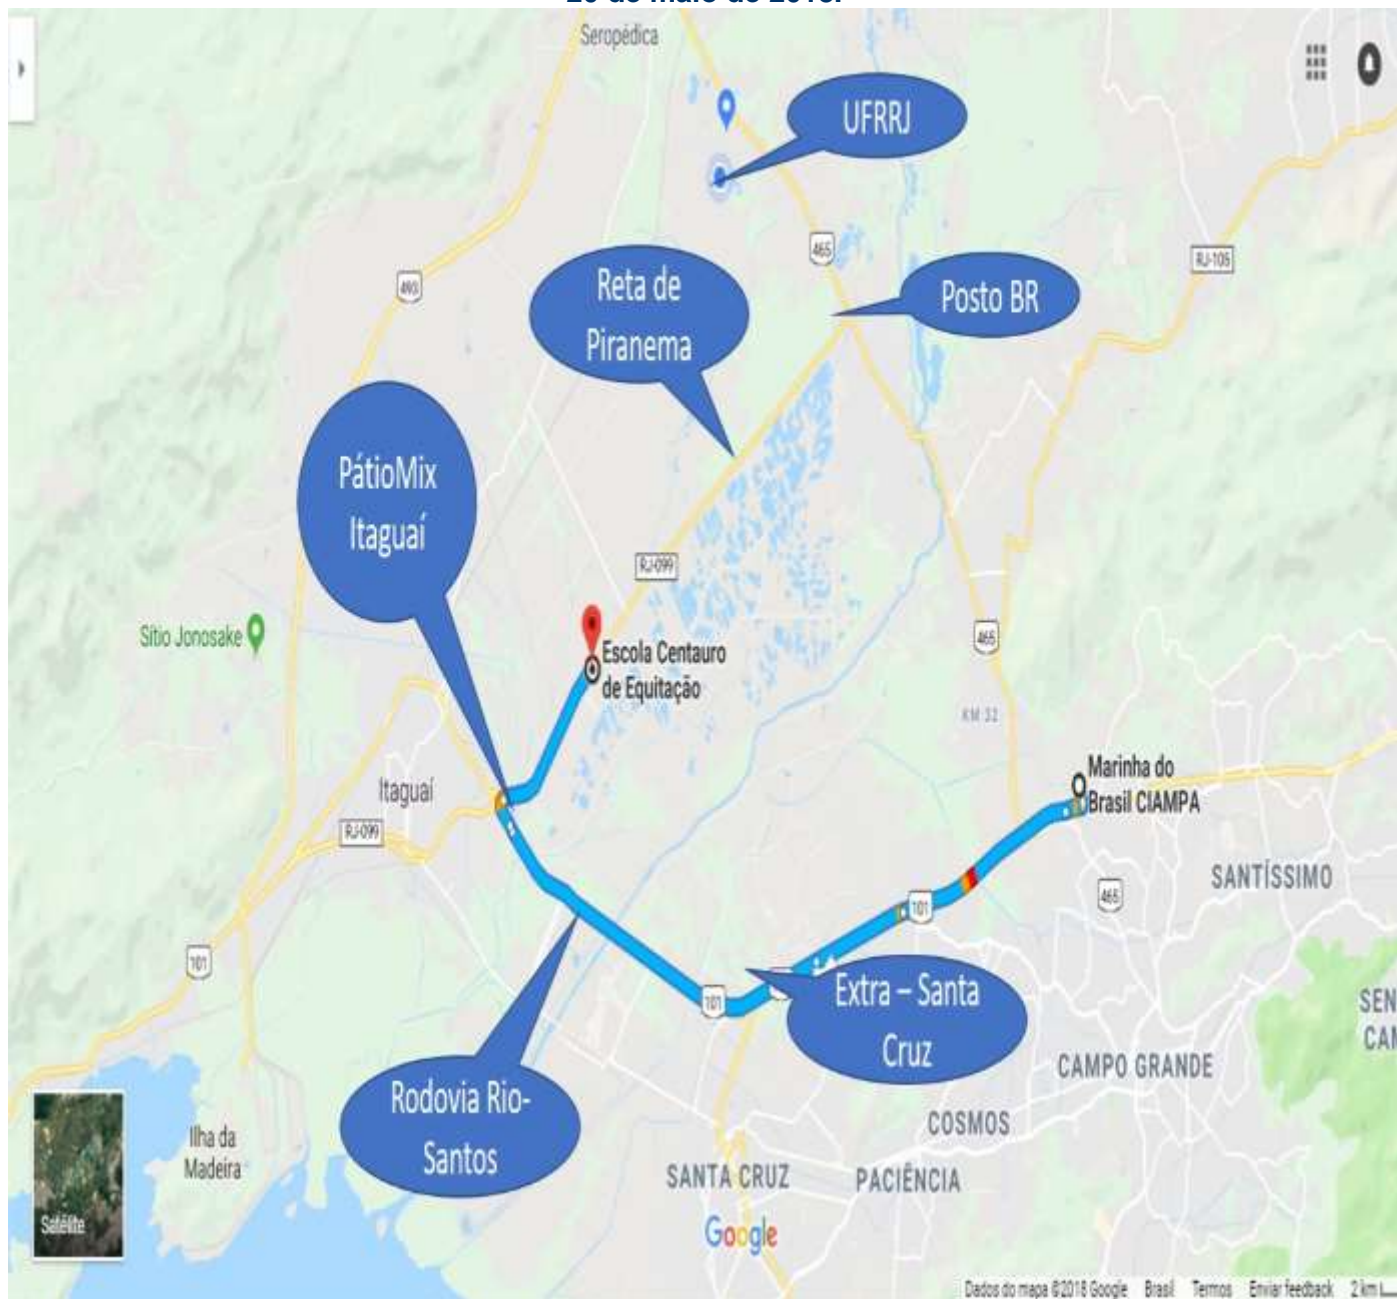 Seropédica
UFRRJ
465
Reta de
Piranema
Posto BR
RJ-105
493
PátioMix
Itaguaí
RJ-099
Sítio Jonosake
Escola Centauro
de Equitação
465
KM 32
Itaguaí
Marinha do
Brasil CIAMPA
RJ-099
SANTÍSSIMO
465
101
101
101
Extra – Santa
Cruz
Rodovia Rio-
Santos
CAMPO GRANDE
COSMOS
Ilha da
Madeira
SANTA CRUZ
PACIÊNCIA
Satélite
Google
Dados do mapa ©2018 Google Brasil Termos Enviar feedback 2 km